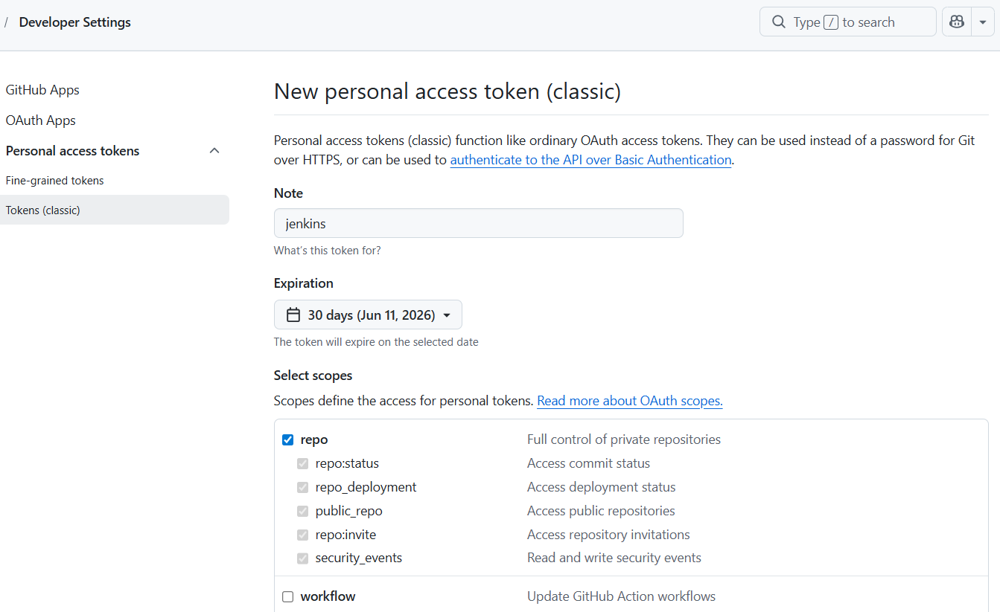 / Developer Settings
Type / to search
GitHub Apps
OAuth Apps
Personal access tokens
Fine-grained tokens
Tokens (classic)
New personal access token (classic)
Personal access tokens (classic) function like ordinary OAuth access tokens. They can be used instead of a password for Git
over HTTPS, or can be used to authenticate to the API over Basic Authentication.
Note
jenkins
What's this token for?
Expiration
30 days (Jun 11, 2026)
The token will expire on the selected date
Select scopes
Scopes define the access for personal tokens. Read more about OAuth scopes.
repo Full control of private repositories
repo:status Access commit status
repo_deployment Access deployment status
public_repo Access public repositories
repo:invite Access repository invitations
security_events Read and write security events
workflow Update GitHub Action workflows